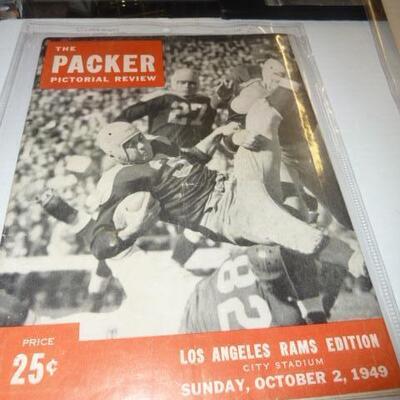 THE
PACKER
PICTORIAL REVIEW
27
82
PRICE
25¢
LOS ANGELES RAMS EDITION
CITY STADIUM
SUNDAY, OCTOBER 2, 1949